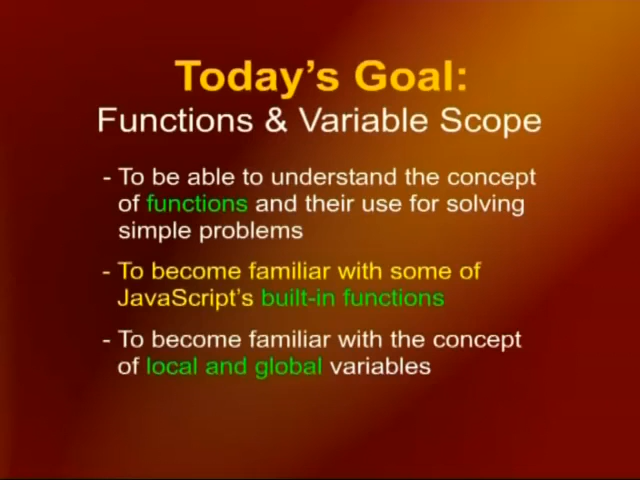 Today's Goal:
Functions & Variable Scope
- To be able to understand the concept
of functions and their use for solving
simple problems
- To become familiar with some of
JavaScript's built-in functions
- To become familiar with the concept
of local and global variables